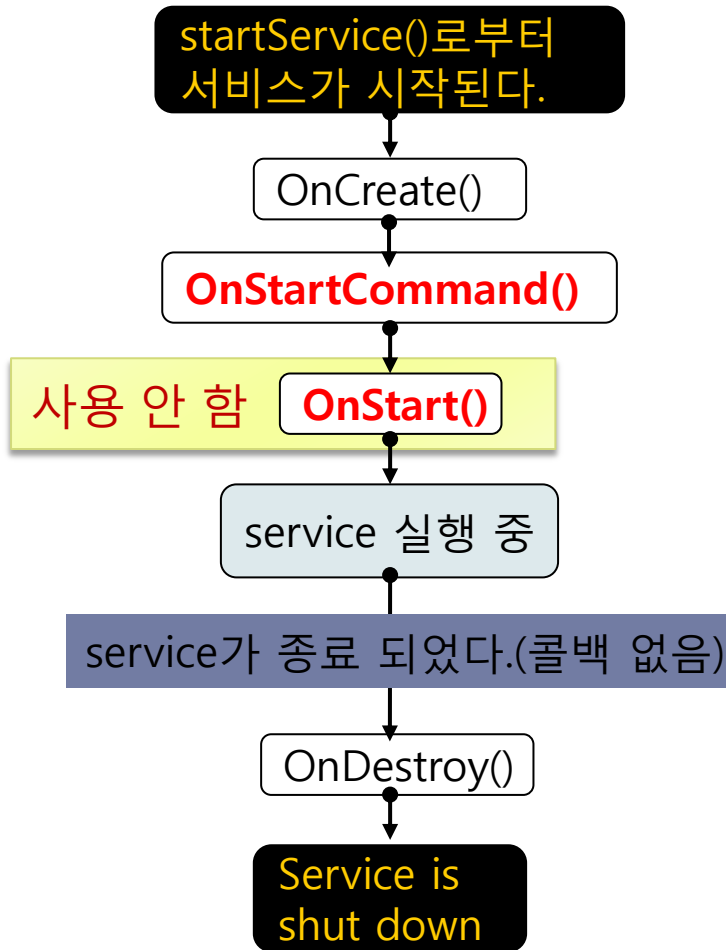 startService()로부터
서비스가 시작된다.
OnCreate()
OnStartCommand()
사용 안 함 OnStart()
service 실행 중
service가 종료 되었다.(콜백 없음)
OnDestroy()
Service is
shut down